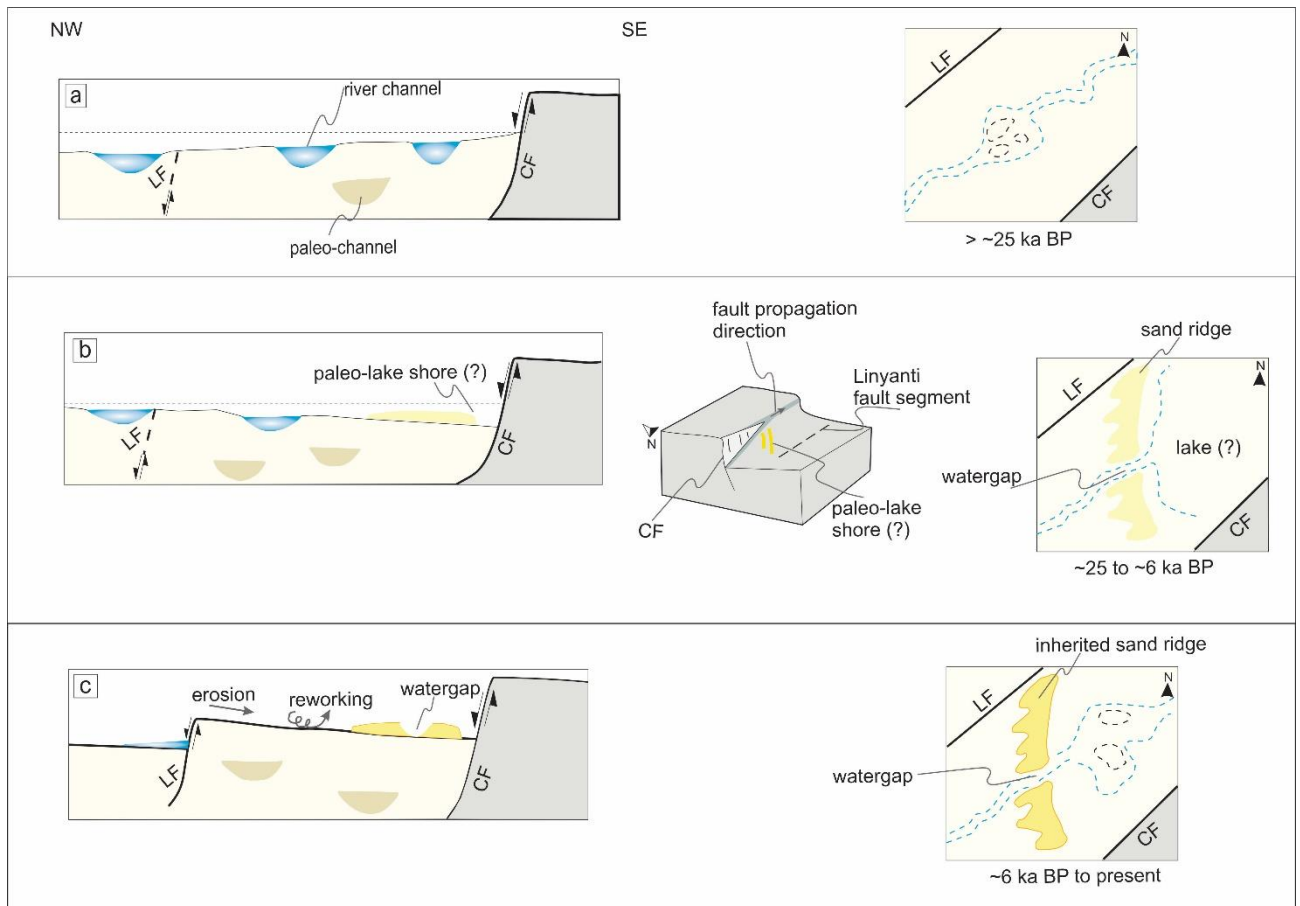 NW
SE
a
river channel
LF
CF
paleo-channel
N
LF
CF
> ~25 ka BP
b
paleo-lake shore (?)
LF
CF
fault propagation
direction
Linyanti
fault segment
N
CF
paleo-lake
shore (?)
sand ridge
N
LF
lake (?)
watergap
CF
~25 to ~6 ka BP
c
erosion
reworking
watergap
LF
CF
inherited sand ridge
N
LF
watergap
CF
~6 ka BP to present